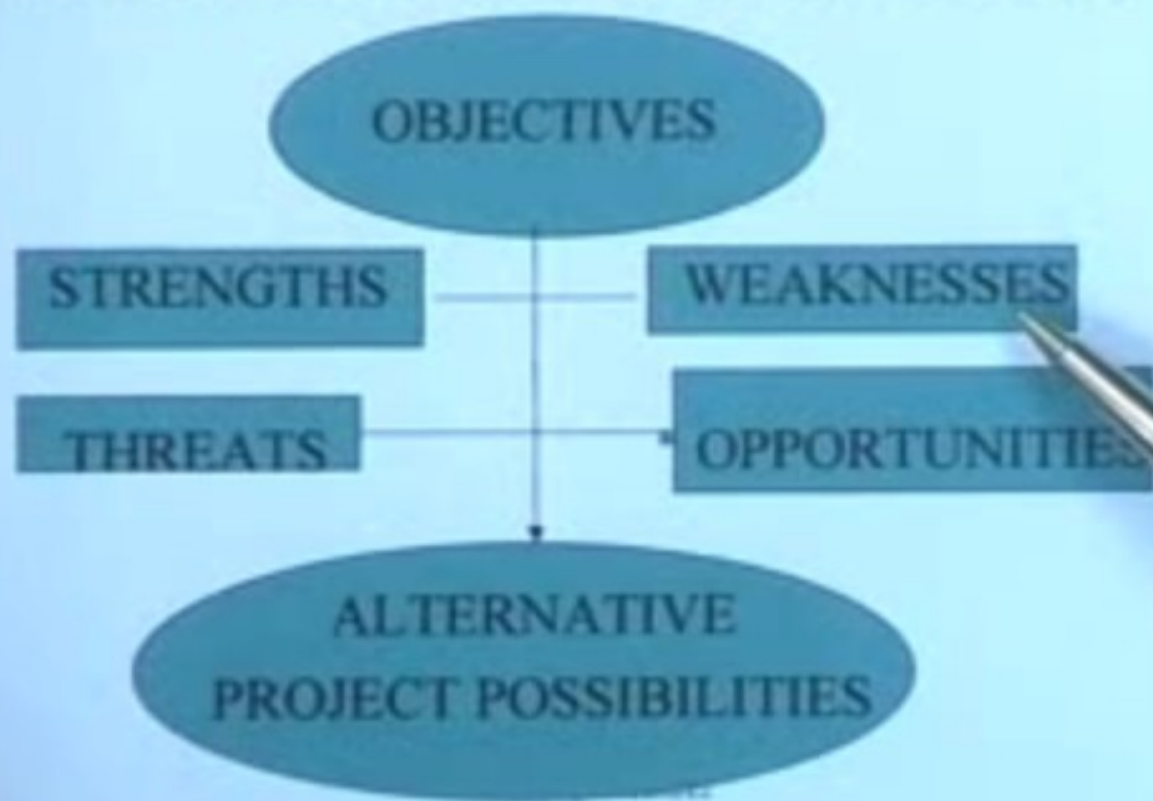 OBJECTIVES
STRENGTHS
WEAKNESSES
THREATS
OPPORTUNITIES
ALTERNATIVE
PROJECT POSSIBILITIES